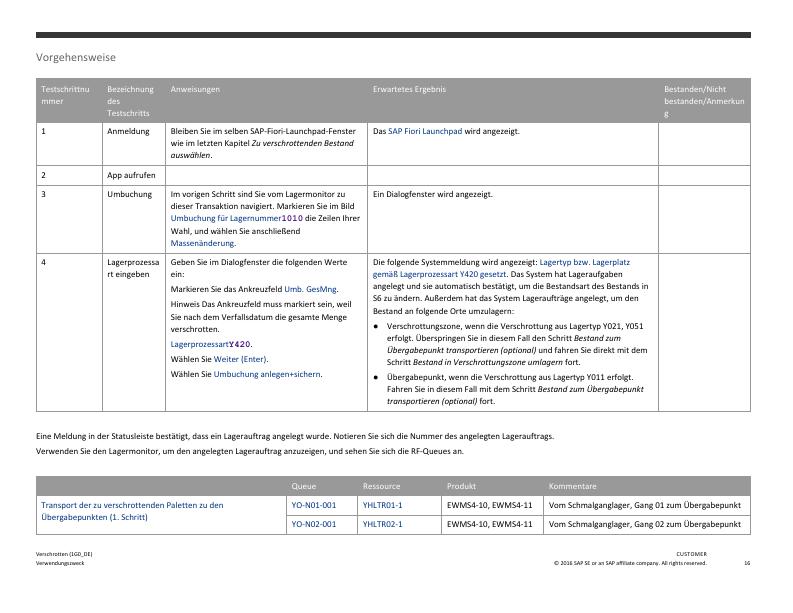 Vorgehensweise
Testschrittnu
mmer
Bezeichnung
des
Testschritts
Anweisungen
Erwartetes Ergebnis
Bestanden/Nicht
bestanden/Anmerkun
g
1
Anmeldung
Bleiben Sie im selben SAP-Fiori-Launchpad-Fenster
wie im letzten Kapitel Zu verschrottenden Bestand
auswählen.
Das SAP Fiori Launchpad wird angezeigt.
2
App aufrufen
3
Umbuchung
Im vorigen Schritt sind Sie vom Lagermonitor zu
dieser Transaktion navigiert. Markieren Sie im Bild
Umbuchung für Lagernummer1010 die Zeilen Ihrer
Wahl, und wählen Sie anschließend
Massenänderung.
Ein Dialogfenster wird angezeigt.
4
Lagerprozessa
rt eingeben
Geben Sie im Dialogfenster die folgenden Werte
ein:
Markieren Sie das Ankreuzfeld Umb. GesMng.
Hinweis Das Ankreuzfeld muss markiert sein, weil
Sie nach dem Verfallsdatum die gesamte Menge
verschrotten.
LagerprozessartY420.
Wählen Sie Weiter (Enter).
Wählen Sie Umbuchung anlegen+sichern.
Die folgende Systemmeldung wird angezeigt: Lagertyp bzw. Lagerplatz
gemäß Lagerprozessart Y420 gesetzt. Das System hat Lageraufgaben
angelegt und sie automatisch bestätigt, um die Bestandsart des Bestands in
S6 zu ändern. Außerdem hat das System Lageraufträge angelegt, um den
Bestand an folgende Orte umzulagern:
● Verschrottungszone, wenn die Verschrottung aus Lagertyp Y021, Y051
erfolgt. Überspringen Sie in diesem Fall den Schritt Bestand zum
Übergabepunkt transportieren (optional) und fahren Sie direkt mit dem
Schritt Bestand in Verschrottungszone umlagern fort.
● Übergabepunkt, wenn die Verschrottung aus Lagertyp Y011 erfolgt.
Fahren Sie in diesem Fall mit dem Schritt Bestand zum Übergabepunkt
transportieren (optional) fort.
Eine Meldung in der Statusleiste bestätigt, dass ein Lagerauftrag angelegt wurde. Notieren Sie sich die Nummer des angelegten Lagerauftrags.
Verwenden Sie den Lagermonitor, um den angelegten Lagerauftrag anzuzeigen, und sehen Sie sich die RF-Queues an.
Queue
Ressource
Produkt
Kommentare
Transport der zu verschrottenden Paletten zu den
Übergabepunkten (1. Schritt)
YO-N01-001
YHLTR01-1
EWMS4-10, EWMS4-11
Vom Schmalganglager, Gang 01 zum Übergabepunkt
YO-N02-001
YHLTR02-1
EWMS4-10, EWMS4-11
Vom Schmalganglager, Gang 02 zum Übergabepunkt
Verschrotten (1G0_DE)
Verwendungszweck
CUSTOMER
© 2016 SAP SE or an SAP affiliate company. All rights reserved.
16